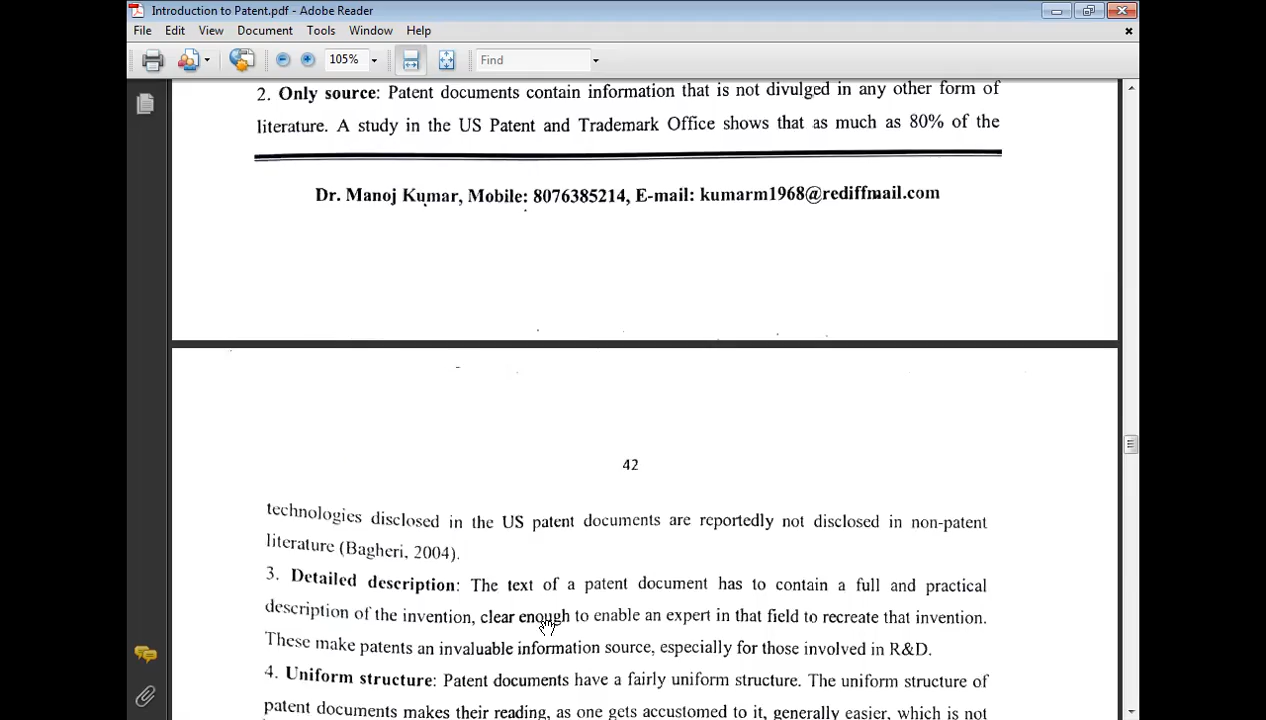 Introduction to Patent.pdf - Adobe Reader
File Edit View Document Tools Window Help
105% Find
2. Only source: Patent documents contain information that is not divulged in any other form of
literature. A study in the US Patent and Trademark Office shows that as much as 80% of the
Dr. Manoj Kumar, Mobile: 8076385214, E-mail: kumarm1968@rediffmail.com
42
technologies disclosed in the US patent documents are reportedly not disclosed in non-patent
literature (Bagheri, 2004).
3. Detailed description: The text of a patent document has to contain a full and practical
description of the invention, clear enough to enable an expert in that field to recreate that invention.
These make patents an invaluable information source, especially for those involved in R&D.
4. Uniform structure: Patent documents have a fairly uniform structure. The uniform structure of
patent documents makes their reading, as one gets accustomed to it, generally easier, which is not